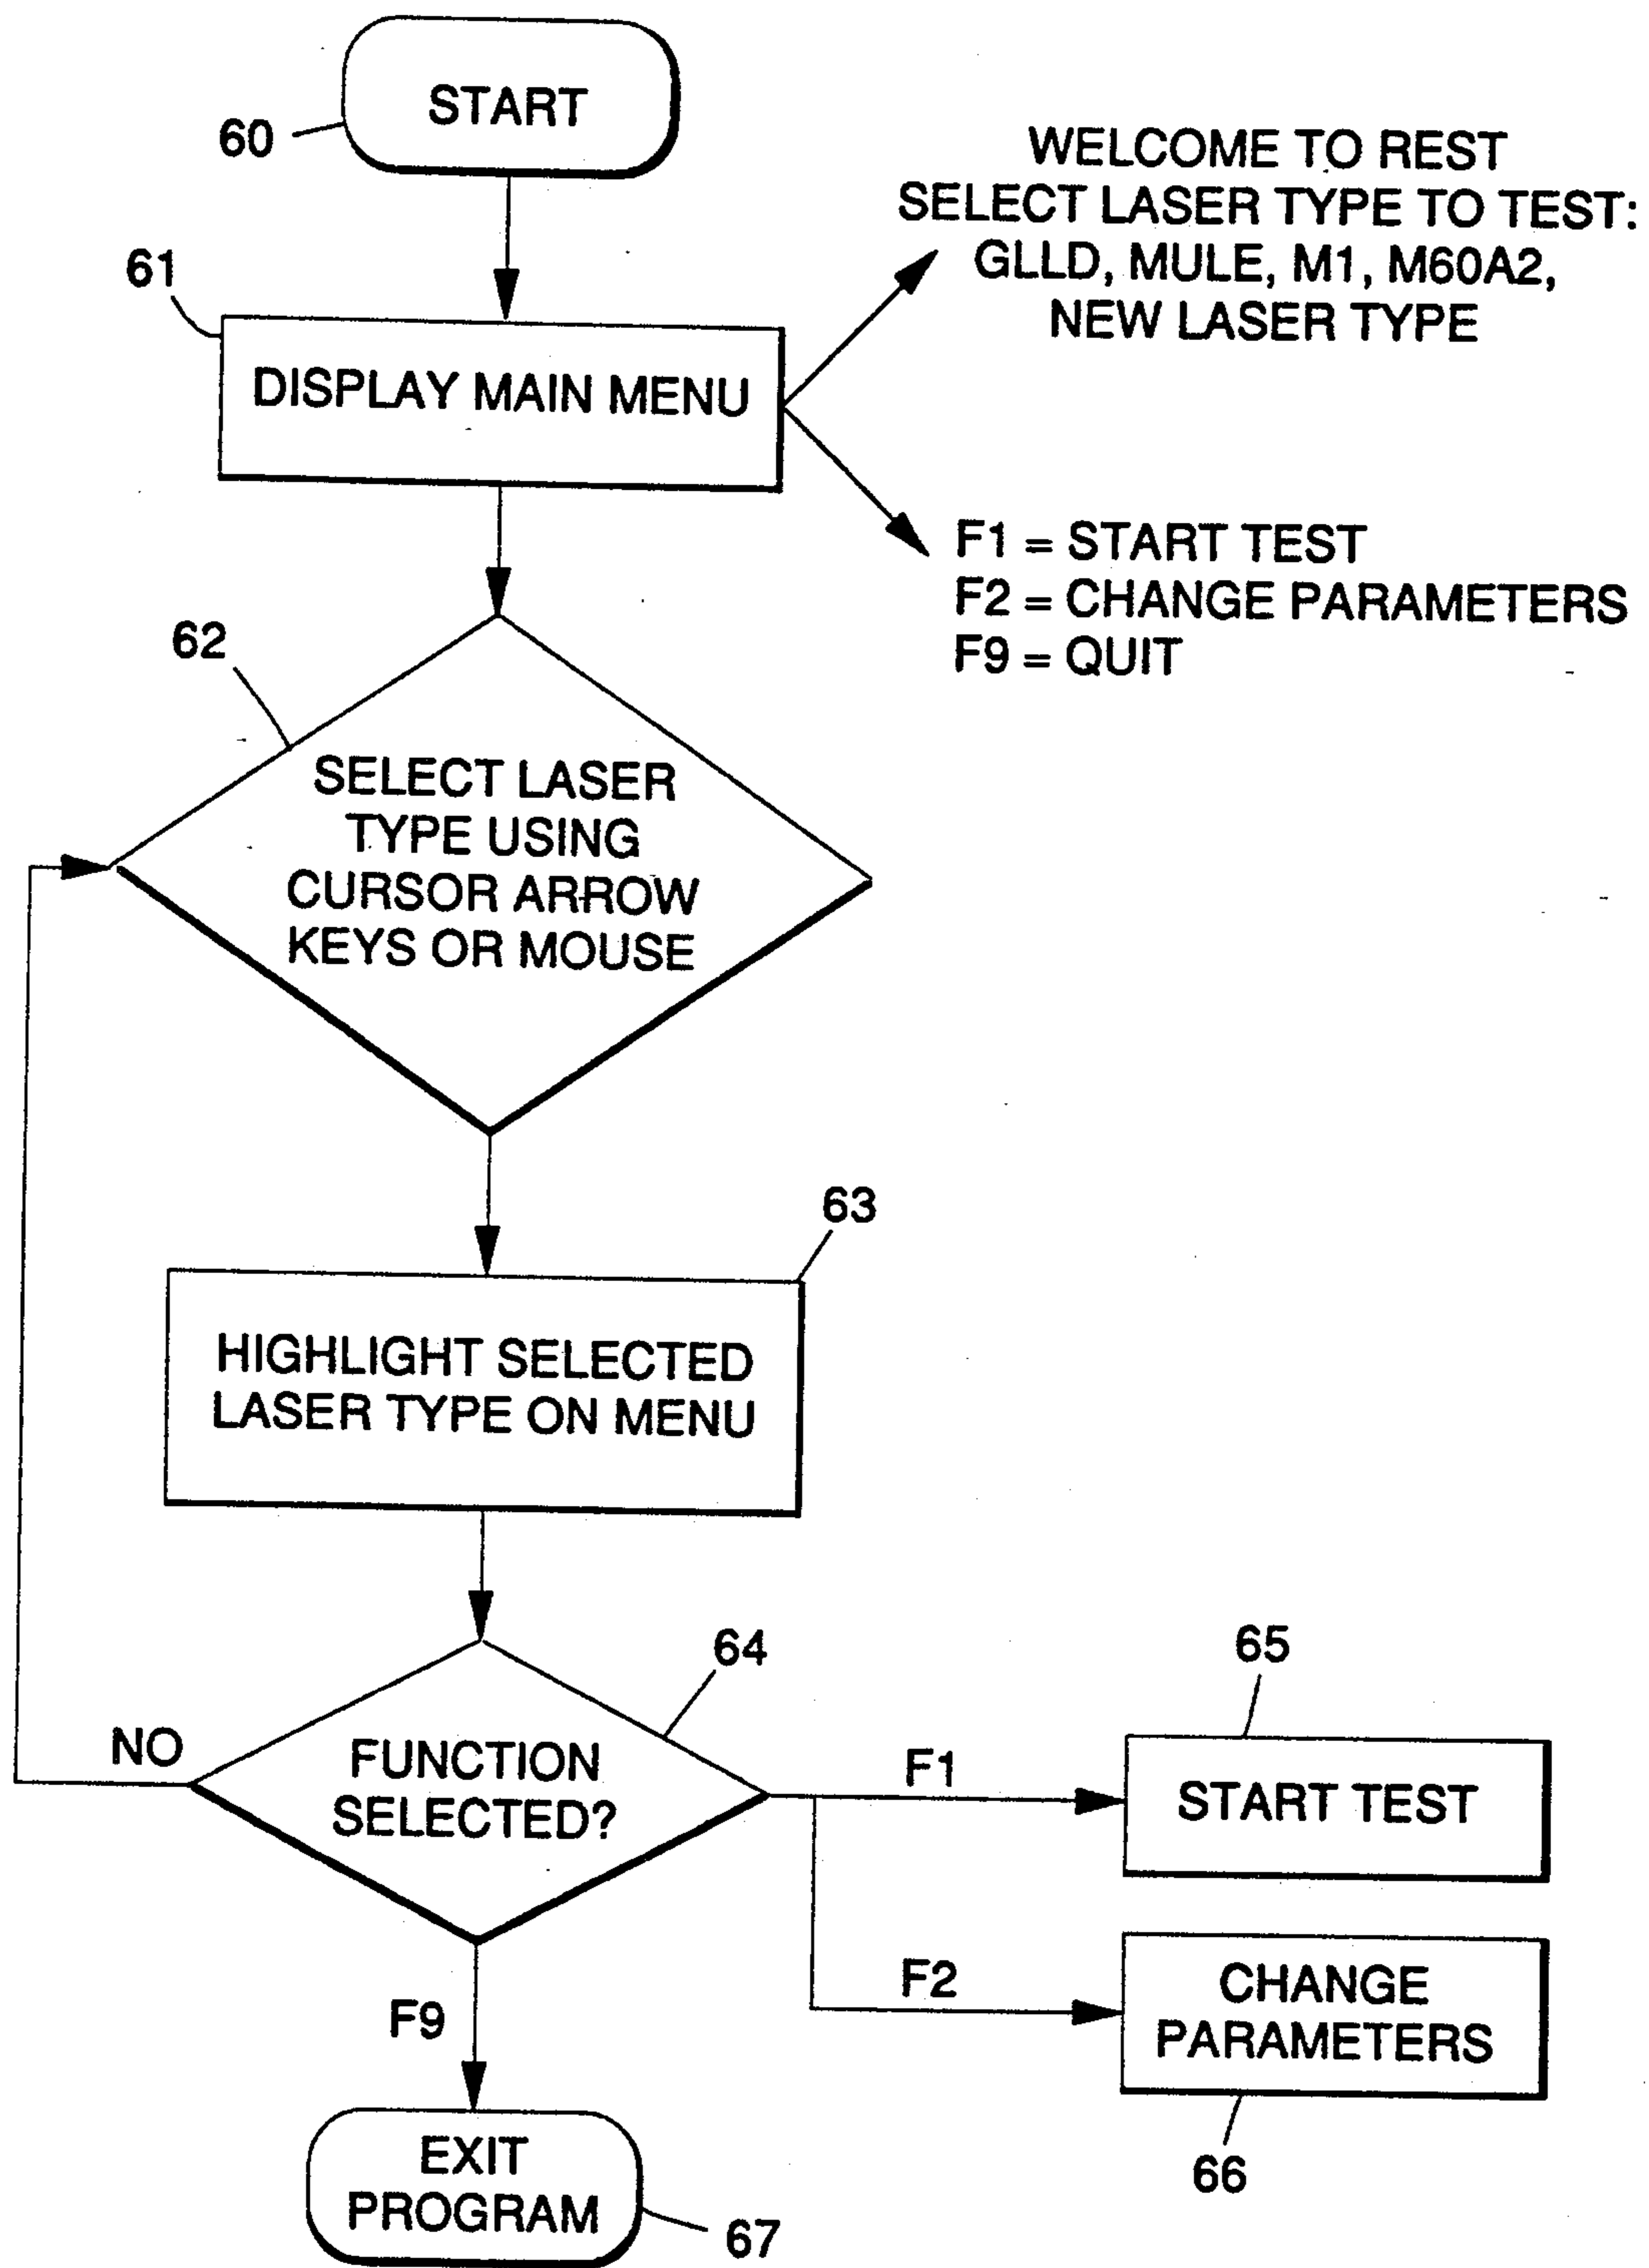 START
60
WELCOME TO REST
SELECT LASER TYPE TO TEST:
GLLD, MULE, M1, M60A2,
NEW LASER TYPE
61
DISPLAY MAIN MENU
F1 = START TEST
F2 = CHANGE PARAMETERS
F9 = QUIT
62
SELECT LASER
TYPE USING
CURSOR ARROW
KEYS OR MOUSE
63
HIGHLIGHT SELECTED
LASER TYPE ON MENU
64
FUNCTION
SELECTED?
NO
F1
65
START TEST
F2
CHANGE
PARAMETERS
66
F9
EXIT
PROGRAM
67